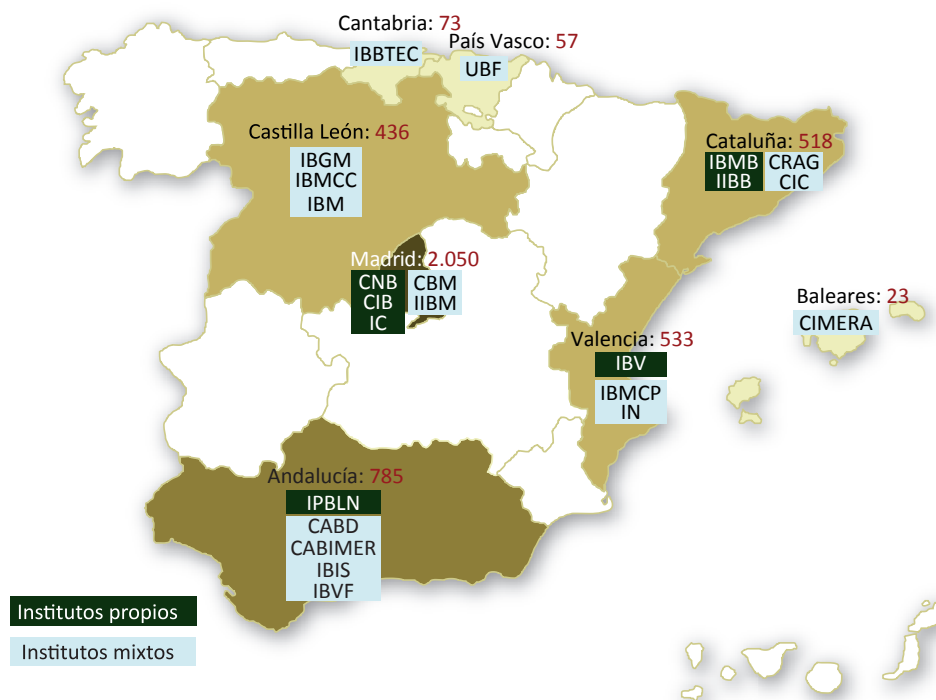 Cantabria: 73
IBBTEC
País Vasco: 57
UBF
Castilla León: 436
IBGM
IBMCC
IBM
Cataluña: 518
IBMB CRAG
IIBB CIC
Madrid: 2.050
CNB CBM
CIB IIBM
IC
Baleares: 23
CIMERA
Valencia: 533
IBV
IBMCP
IN
Andalucía: 785
IPBLN
CABD
CABIMER
IBIS
IBVF
Institutos propios
Institutos mixtos